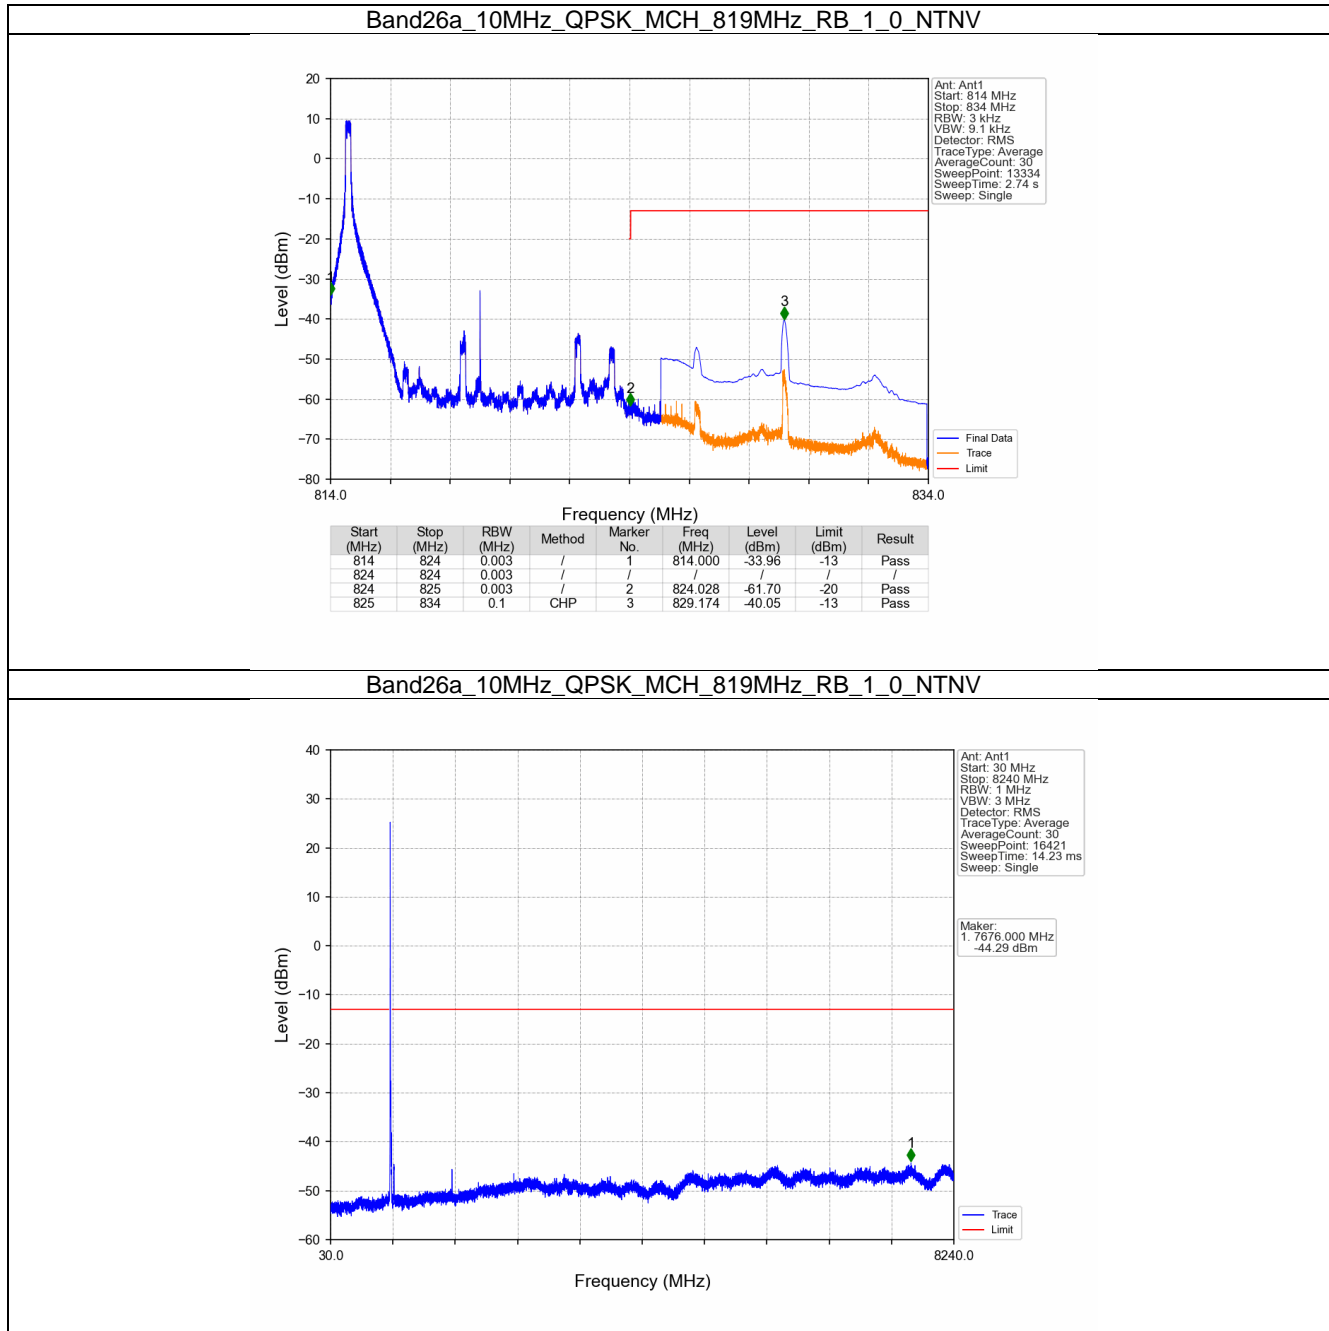 Band26a_10MHz_QPSK_MCH_819MHz_RB_1_0_NTNV
20
10
0
−10
−20
−30
−40
−50
−60
−70
−80
Level (dBm)
1
2
3
814.0
834.0
Frequency (MHz)
Ant: Ant1
Start: 814 MHz
Stop: 834 MHz
RBW: 3 kHz
VBW: 9.1 kHz
Detector: RMS
TraceType: Average
AverageCount: 30
SweepPoint: 13334
SweepTime: 2.74 s
Sweep: Single
Final Data
Trace
Limit
Start (MHz) Stop (MHz) RBW (MHz) Method Marker No. Freq (MHz) Level (dBm) Limit (dBm) Result
814 824 0.003 / 1 814.000 -33.96 -13 Pass
824 824 0.003 / / / / / /
824 825 0.003 / 2 824.028 -61.70 -20 Pass
825 834 0.1 CHP 3 829.174 -40.05 -13 Pass
Band26a_10MHz_QPSK_MCH_819MHz_RB_1_0_NTNV
40
30
20
10
0
−10
−20
−30
−40
−50
−60
Level (dBm)
1
30.0
8240.0
Frequency (MHz)
Ant: Ant1
Start: 30 MHz
Stop: 8240 MHz
RBW: 1 MHz
VBW: 3 MHz
Detector: RMS
TraceType: Average
AverageCount: 30
SweepPoint: 16421
SweepTime: 14.23 ms
Sweep: Single
Maker:
1. 7676.000 MHz
-44.29 dBm
Trace
Limit